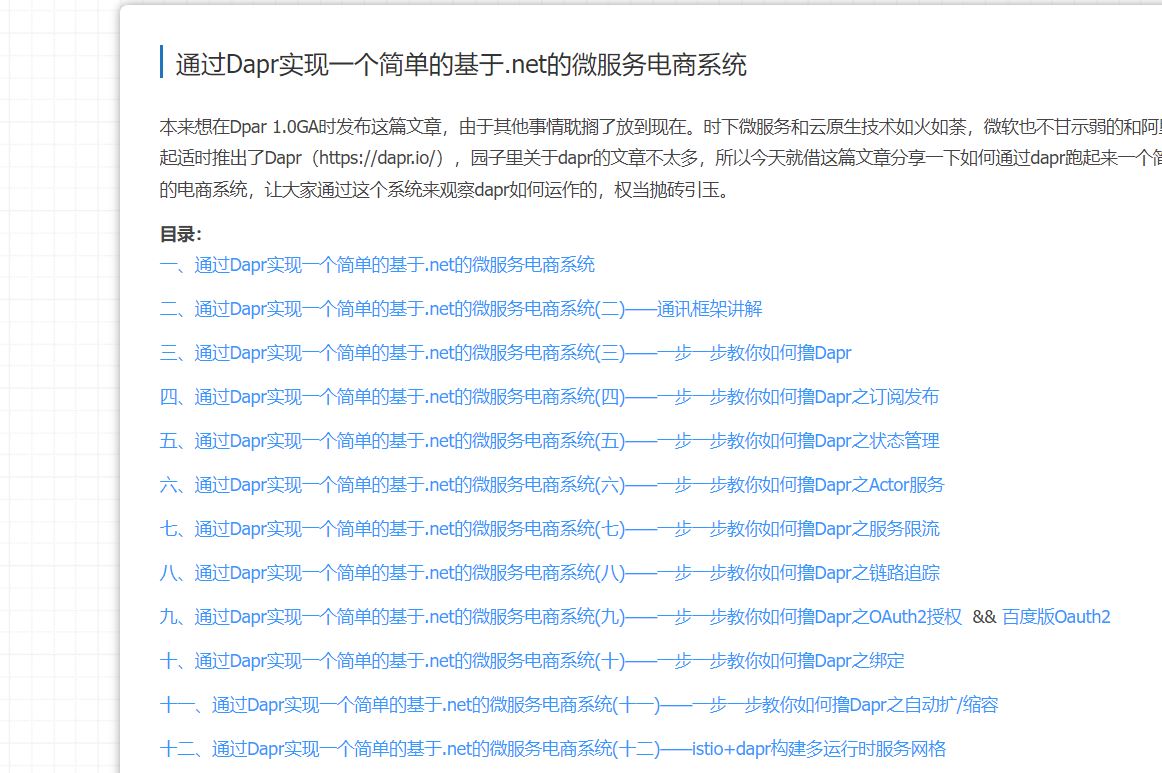 通过Dapr实现一个简单的基于.net的微服务电商系统
本来想在Dpar 1.0GA时发布这篇文章，由于其他事情耽搁了放到现在。时下微服务和云原生技术如火如荼，微软也不甘示弱的和阿
起适时推出了Dapr（https://dapr.io/），园子里关于dapr的文章不太多，所以今天就借这篇文章分享一下如何通过dapr跑起来一个简
的电商系统，让大家通过这个系统来观察dapr如何运作的，权当抛砖引玉。
目录：
一、通过Dapr实现一个简单的基于.net的微服务电商系统
二、通过Dapr实现一个简单的基于.net的微服务电商系统(二)——通讯框架讲解
三、通过Dapr实现一个简单的基于.net的微服务电商系统(三)——一步一步教你如何撸Dapr
四、通过Dapr实现一个简单的基于.net的微服务电商系统(四)——一步一步教你如何撸Dapr之订阅发布
五、通过Dapr实现一个简单的基于.net的微服务电商系统(五)——一步一步教你如何撸Dapr之状态管理
六、通过Dapr实现一个简单的基于.net的微服务电商系统(六)——一步一步教你如何撸Dapr之Actor服务
七、通过Dapr实现一个简单的基于.net的微服务电商系统(七)——一步一步教你如何撸Dapr之服务限流
八、通过Dapr实现一个简单的基于.net的微服务电商系统(八)——一步一步教你如何撸Dapr之链路追踪
九、通过Dapr实现一个简单的基于.net的微服务电商系统(九)——一步一步教你如何撸Dapr之OAuth2授权 && 百度版Oauth2
十、通过Dapr实现一个简单的基于.net的微服务电商系统(十)——一步一步教你如何撸Dapr之绑定
十一、通过Dapr实现一个简单的基于.net的微服务电商系统(十一)——一步一步教你如何撸Dapr之自动扩/缩容
十二、通过Dapr实现一个简单的基于.net的微服务电商系统(十二)——istio+dapr构建多运行时服务网格